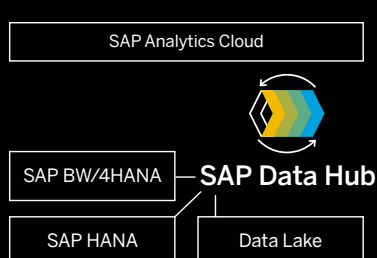 SAP Analytics Cloud
SAP BW/4HANA
SAP Data Hub
SAP HANA
Data Lake